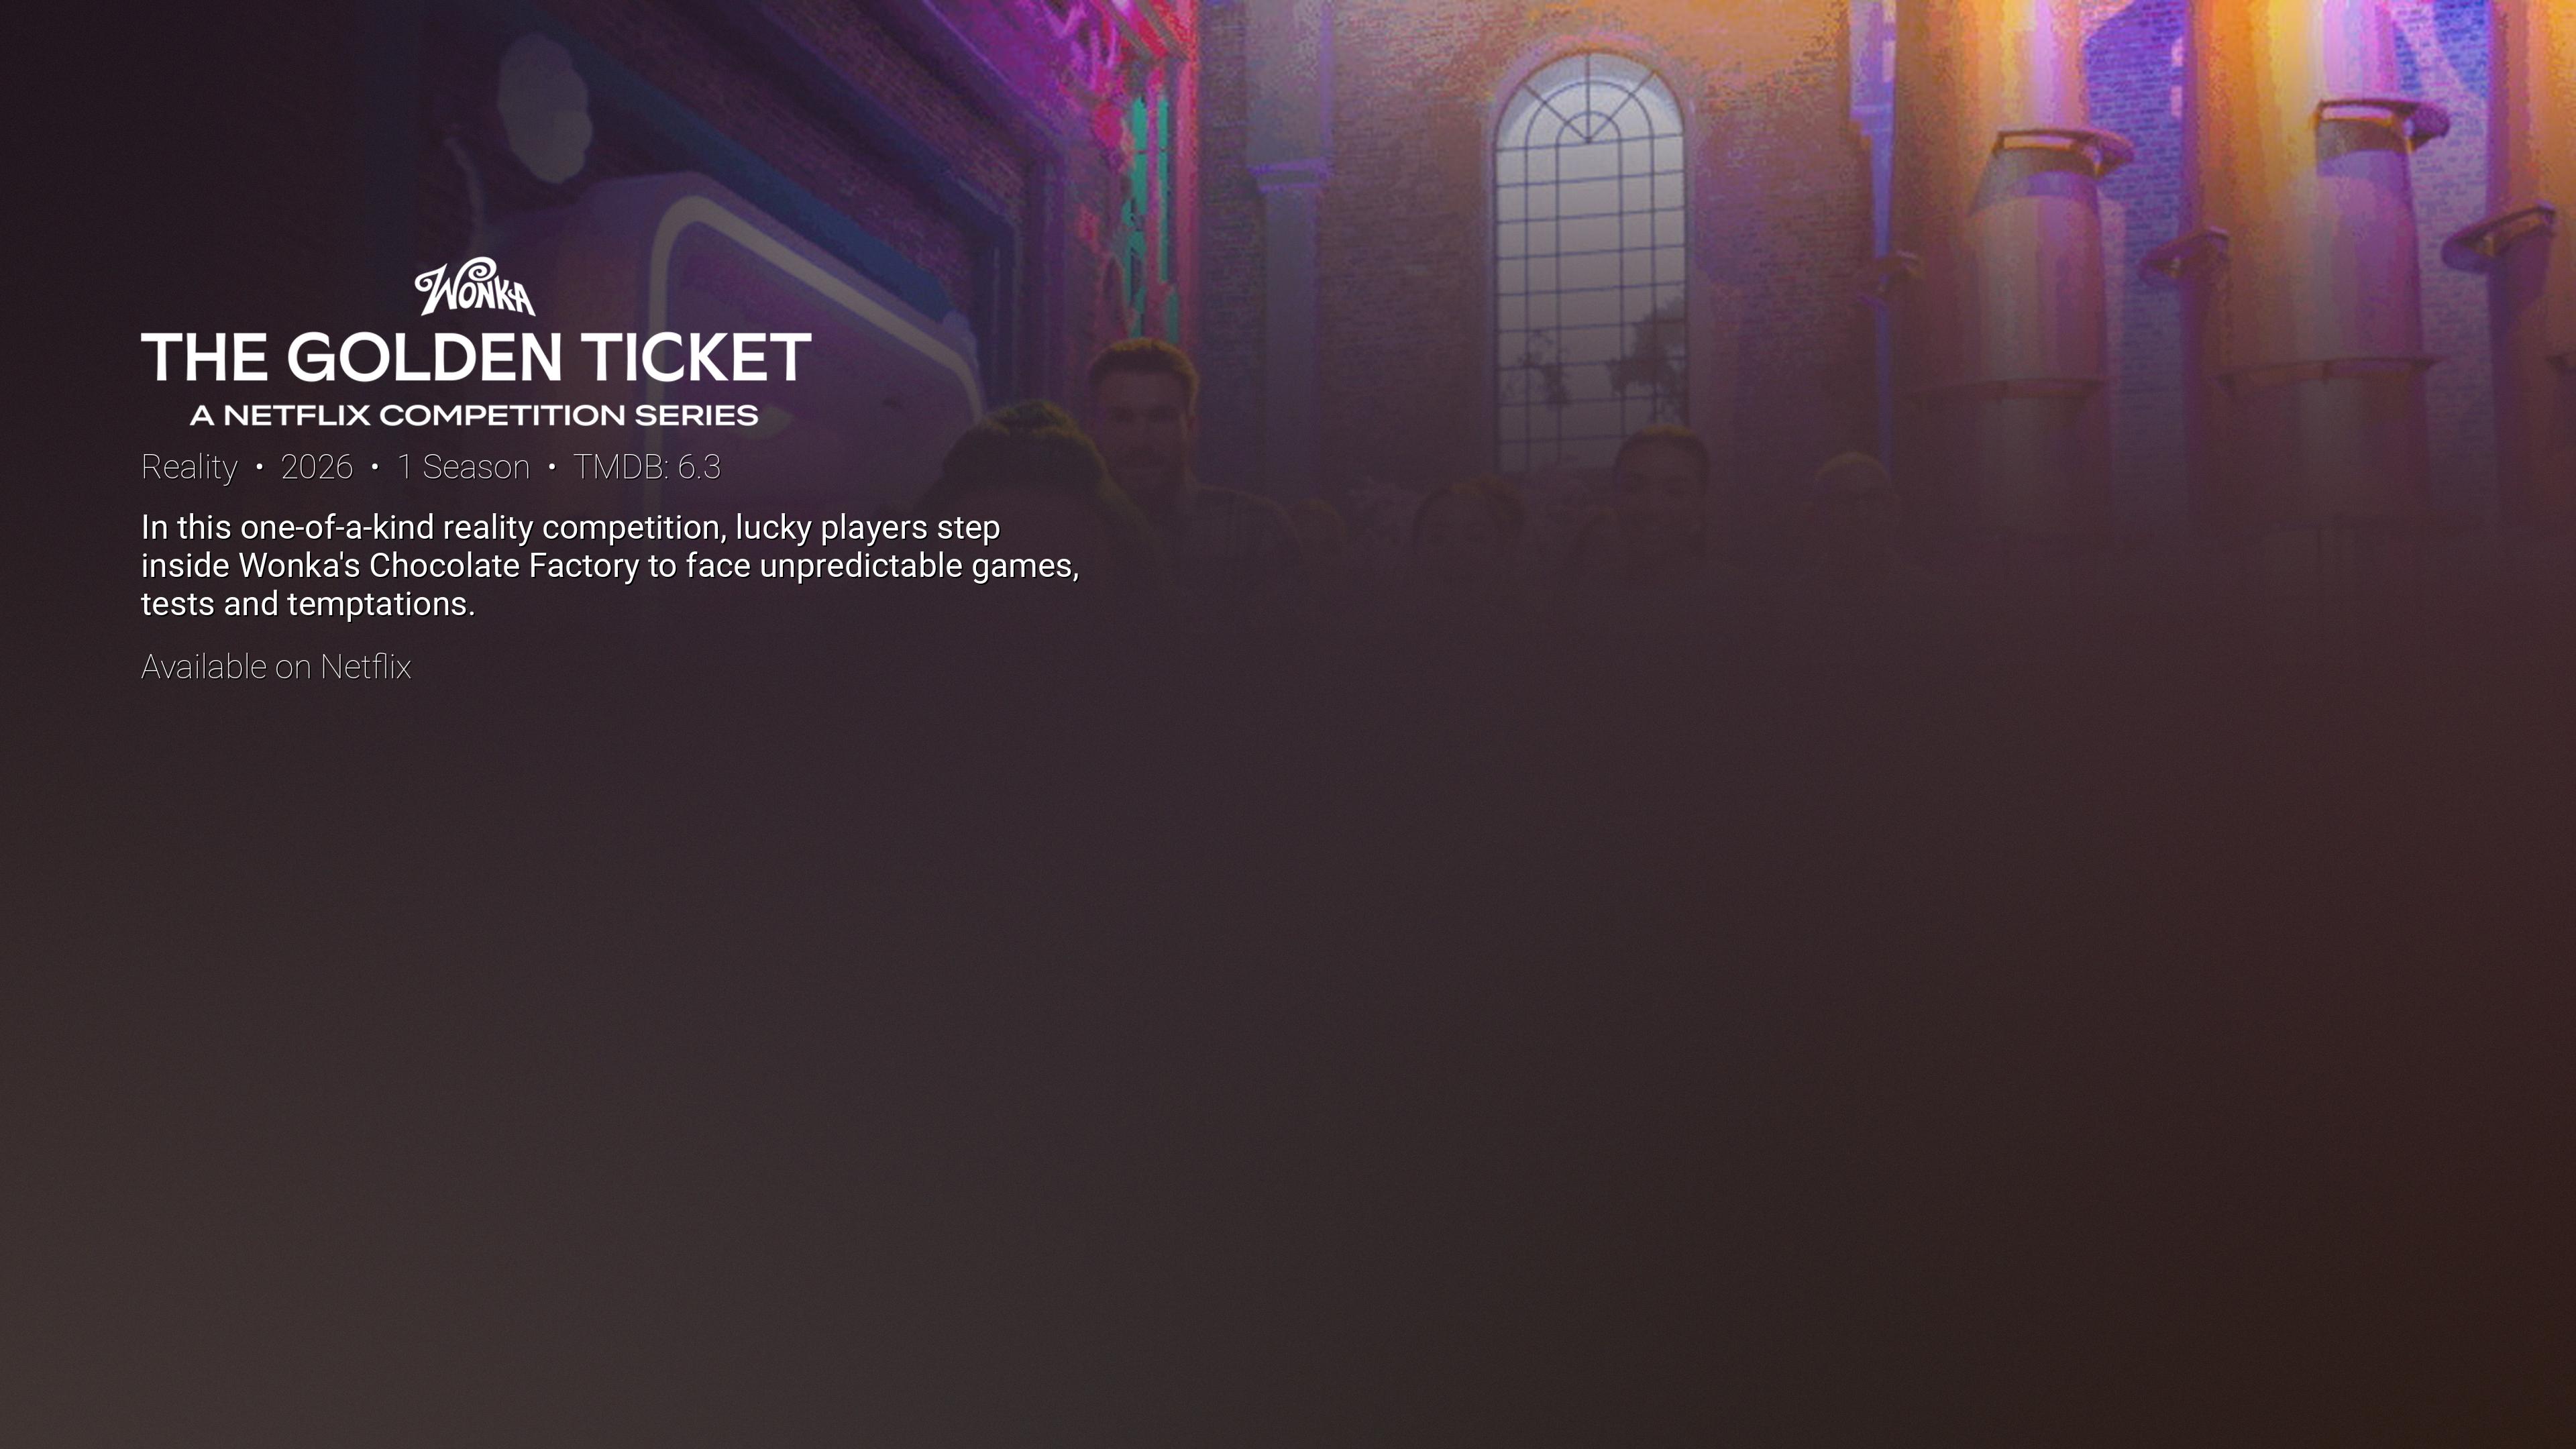 WONKA
THE GOLDEN TICKET
A NETFLIX COMPETITION SERIES
Reality • 2026 • 1 Season • TMDB: 6.3
In this one-of-a-kind reality competition, lucky players step
inside Wonka's Chocolate Factory to face unpredictable games,
tests and temptations.
Available on Netflix